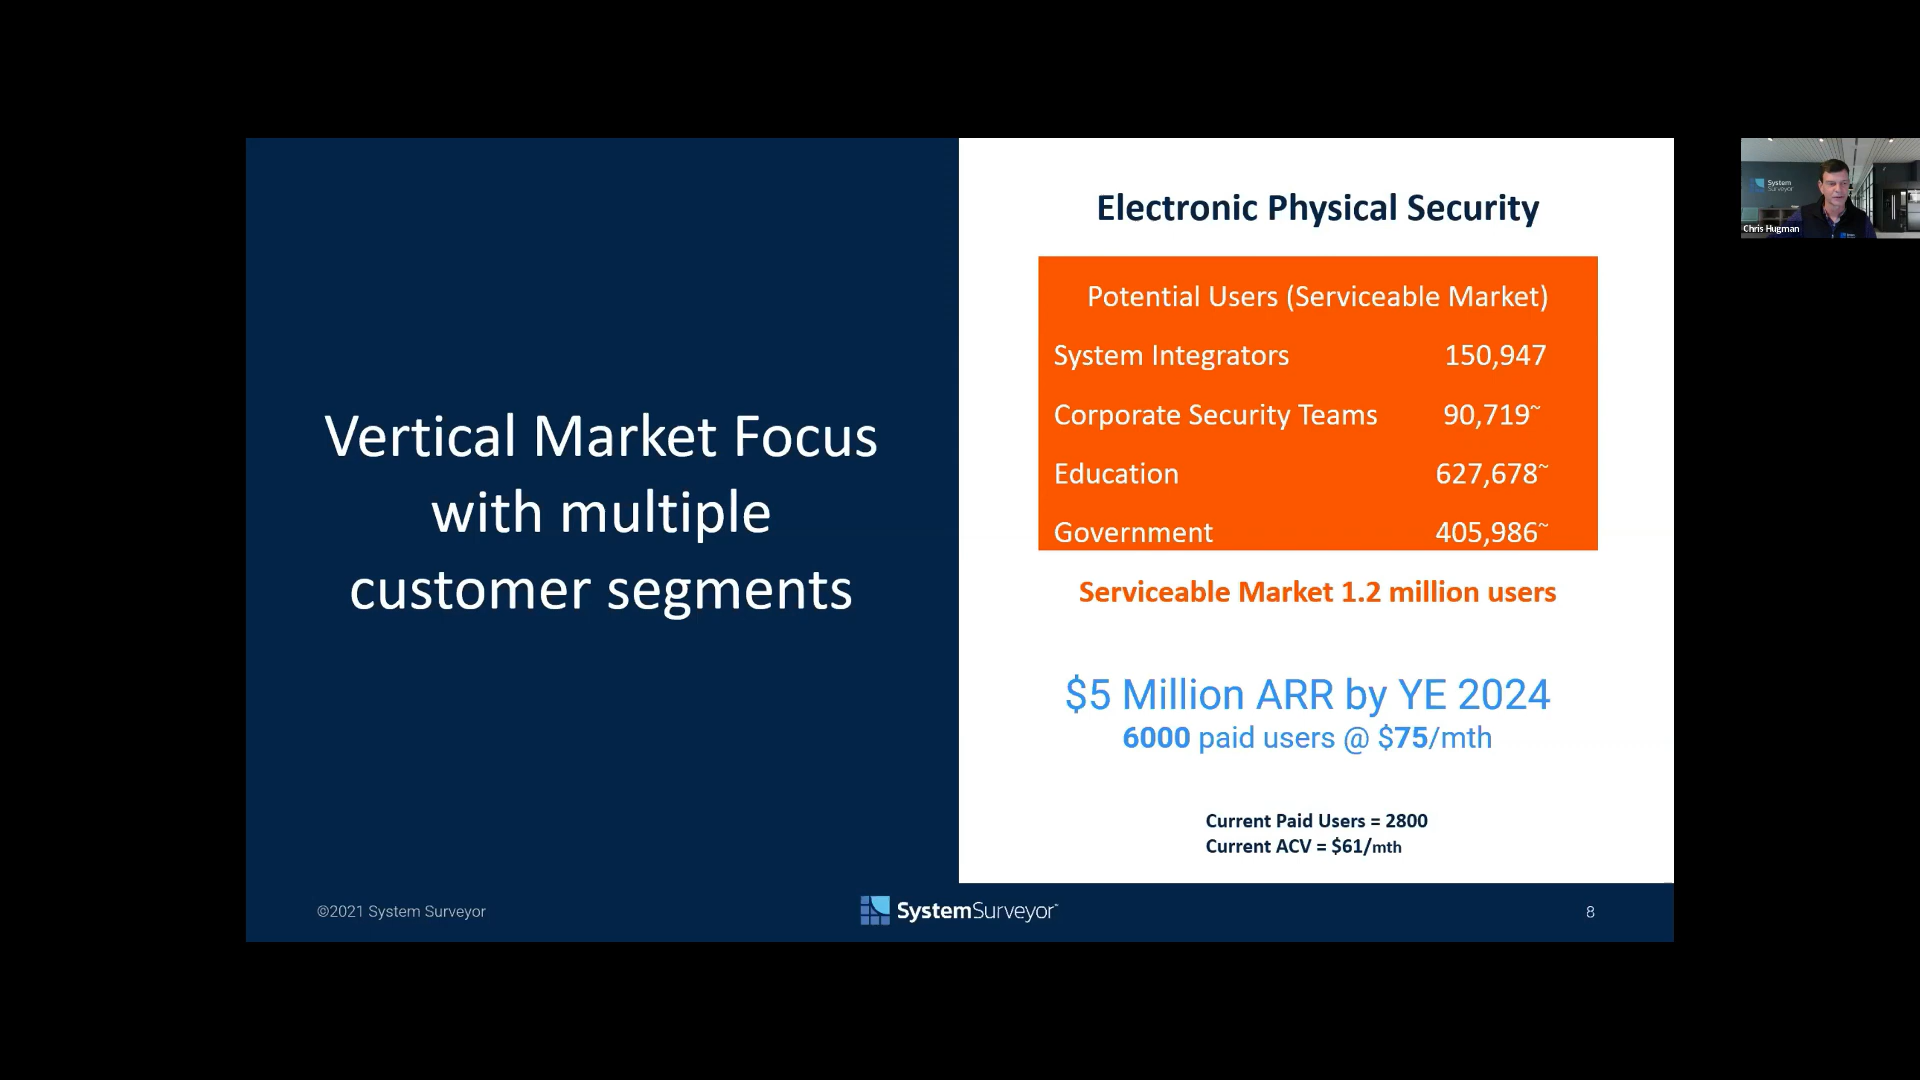 Vertical Market Focus
with multiple
customer segments
Electronic Physical Security
Potential Users (Serviceable Market)
System Integrators 150,947
Corporate Security Teams 90,719~
Education 627,678~
Government 405,986~
Serviceable Market 1.2 million users
$5 Million ARR by YE 2024
6000 paid users @ $75/mth
Current Paid Users = 2800
Current ACV = $61/mth
©2021 System Surveyor
SystemSurveyor
8
System
Surveyor
Chris Hugman